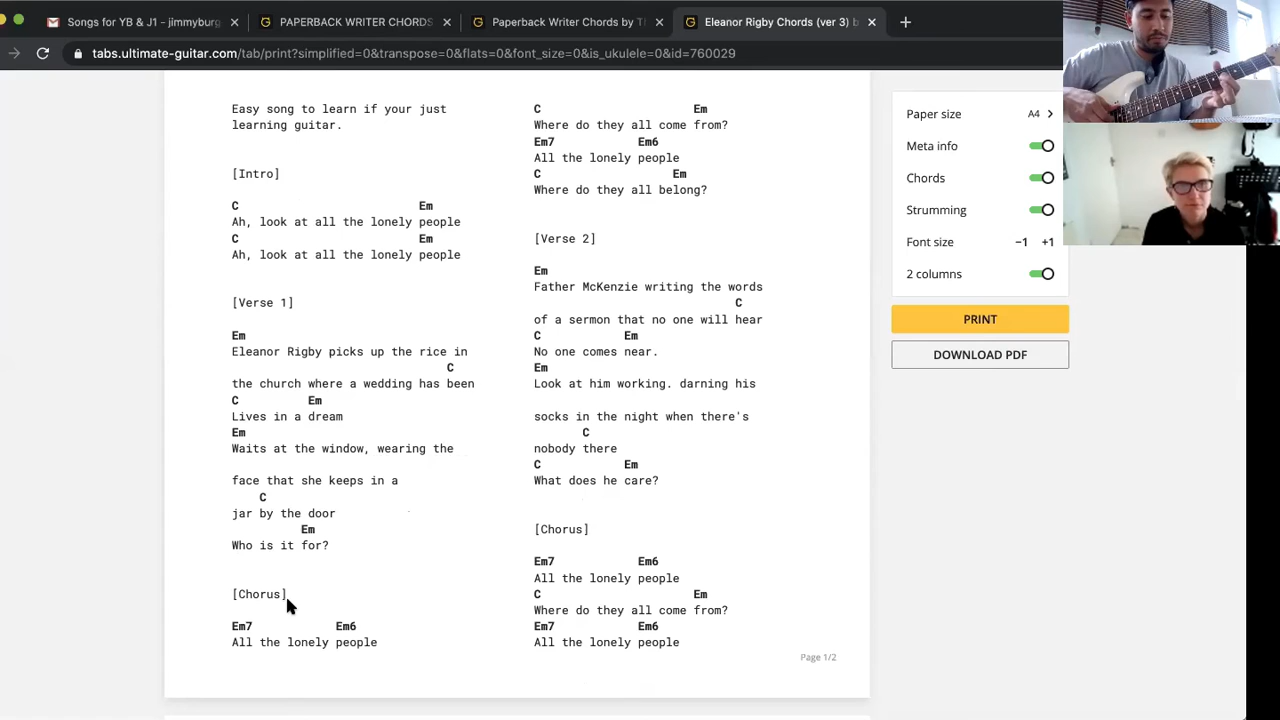 Songs for YB & J1 - jimmyburg
PAPERBACK WRITER CHORDS
Paperback Writer Chords by Th
Eleanor Rigby Chords (ver 3) b
tabs.ultimate-guitar.com/tab/print?simplified=0&transpose=0&flats=0&font_size=0&is_ukulele=0&id=760029
Easy song to learn if your just
learning guitar.
[Intro]
C Em
Ah, look at all the lonely people
C Em
Ah, look at all the lonely people
[Verse 1]
Em
Eleanor Rigby picks up the rice in
C
the church where a wedding has been
C Em
Lives in a dream
Em
Waits at the window, wearing the
face that she keeps in a
C
jar by the door
Em
Who is it for?
[Chorus]
Em7 Em6
All the lonely people
C Em
Where do they all come from?
Em7 Em6
All the lonely people
C Em
Where do they all belong?
[Verse 2]
Em
Father McKenzie writing the words
C
of a sermon that no one will hear
C Em
No one comes near.
Em
Look at him working. darning his
socks in the night when there's
C
nobody there
C Em
What does he care?
[Chorus]
Em7 Em6
All the lonely people
C Em
Where do they all come from?
Em7 Em6
All the lonely people
Page 1/2
Paper size A4
Meta info
Chords
Strumming
Font size −1 +1
2 columns
PRINT
DOWNLOAD PDF